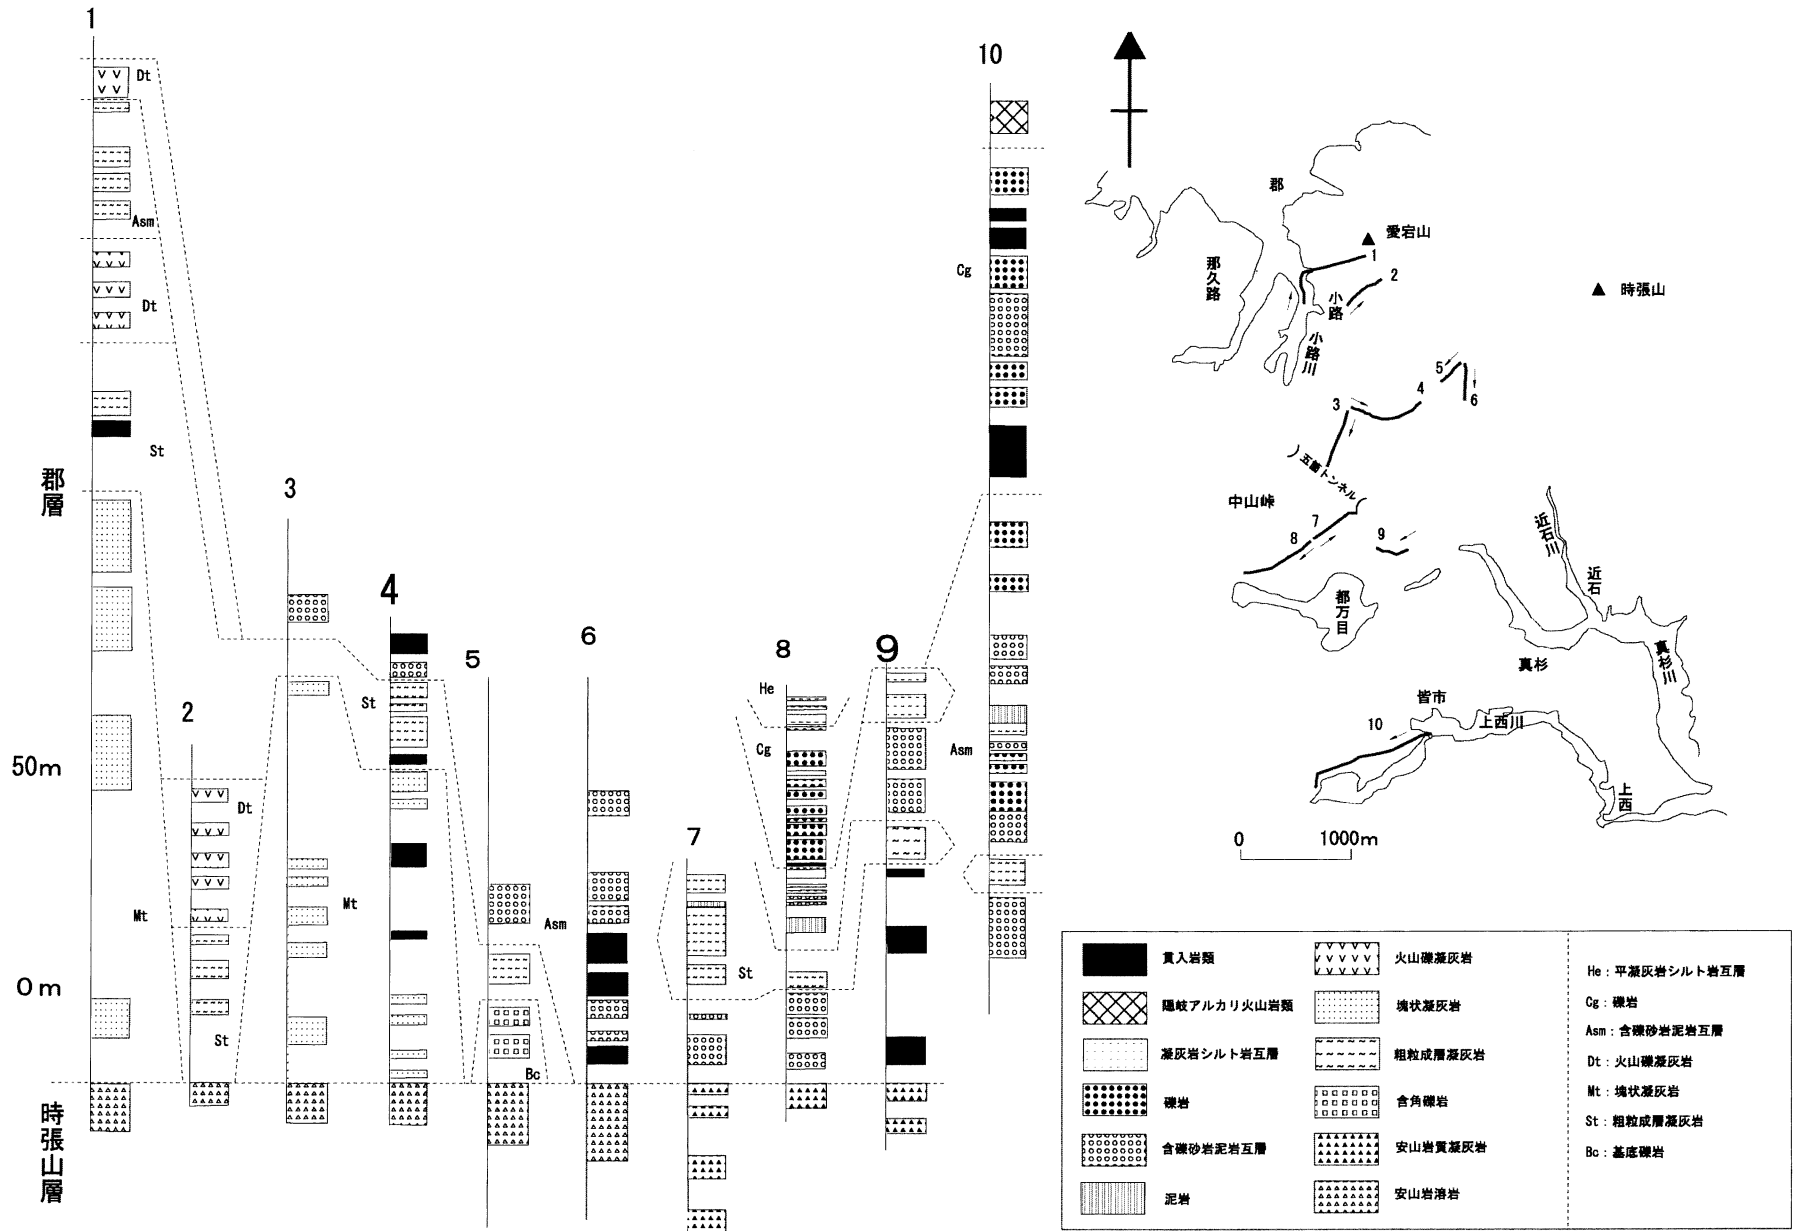 1
Dt
Asm
Dt
St
Mt
郡層
50m
0m
時張山層
2
Dt
St
3
Mt
4
St
5
Bc
6
Asm
7
St
8
He
Cg
9
10
Cg
Asm
郡
愛宕山
1
2
那久路
小路
小路川
時張山
3
4
5
6
五箇トンネル
中山峠
7
8
9
都万目
近石川
近石
真杉
真杉川
皆市
上西川
10
上西
0 1000m
貫入岩類
隠岐アルカリ火山岩類
凝灰岩シルト岩互層
礫岩
含礫砂岩泥岩互層
泥岩
火山礫凝灰岩
塊状凝灰岩
粗粒成層凝灰岩
含角礫岩
安山岩質凝灰岩
安山岩溶岩
He：平凝灰岩シルト岩互層
Cg：礫岩
Asm：含礫砂岩泥岩互層
Dt：火山礫凝灰岩
Mt：塊状凝灰岩
St：粗粒成層凝灰岩
Bc：基底礫岩